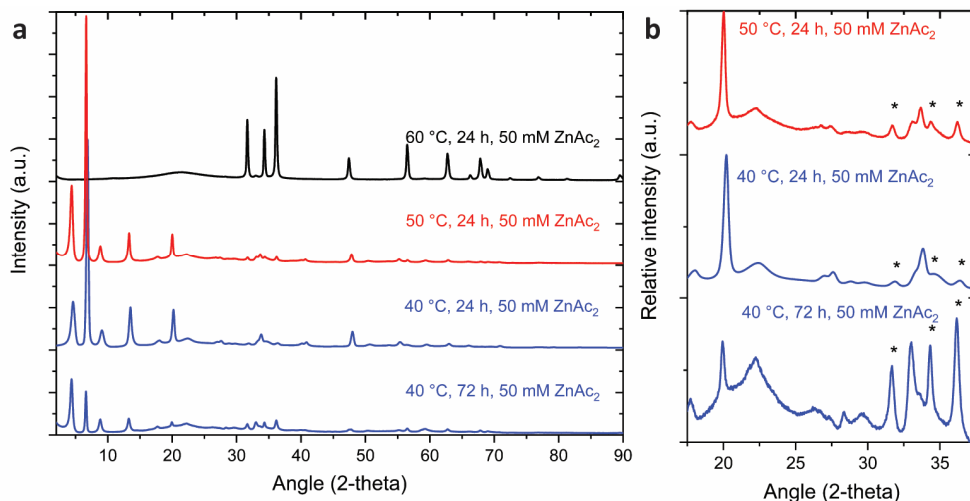 a
Intensity (a.u.)
60 °C, 24 h, 50 mM ZnAc₂
50 °C, 24 h, 50 mM ZnAc₂
40 °C, 24 h, 50 mM ZnAc₂
40 °C, 72 h, 50 mM ZnAc₂
10 20 30 40 50 60 70 80 90
Angle (2-theta)
b
Relative intensity (a.u.)
50 °C, 24 h, 50 mM ZnAc₂
* * *
40 °C, 24 h, 50 mM ZnAc₂
* * *
40 °C, 72 h, 50 mM ZnAc₂
* * *
20 25 30 35
Angle (2-theta)